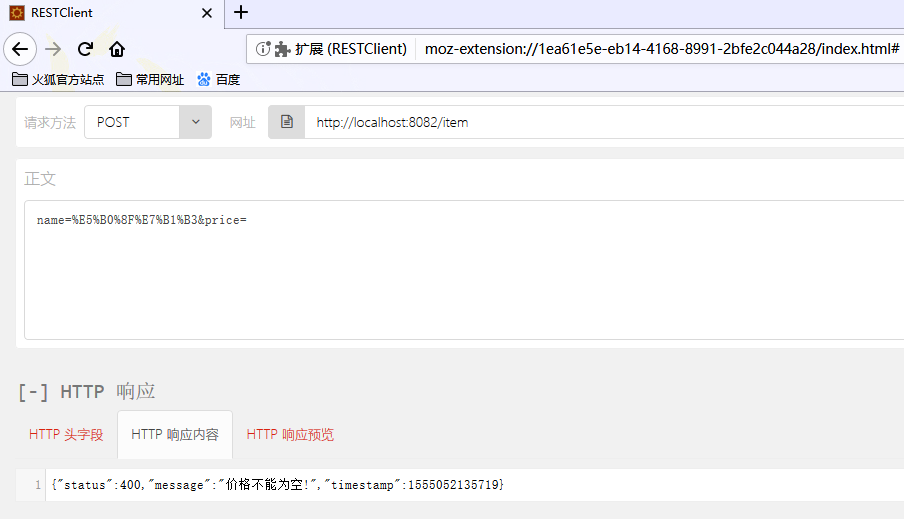 RESTClient
扩展 (RESTClient) moz-extension://1ea61e5e-eb14-4168-8991-2bfe2c044a28/index.html#
火狐官方站点 常用网址 百度
请求方法 POST 网址 http://localhost:8082/item
正文
name=%E5%B0%8F%E7%B1%B3&price=
[-] HTTP 响应
HTTP 头字段 HTTP 响应内容 HTTP 响应预览
1 {"status":400,"message":"价格不能为空!","timestamp":1555052135719}